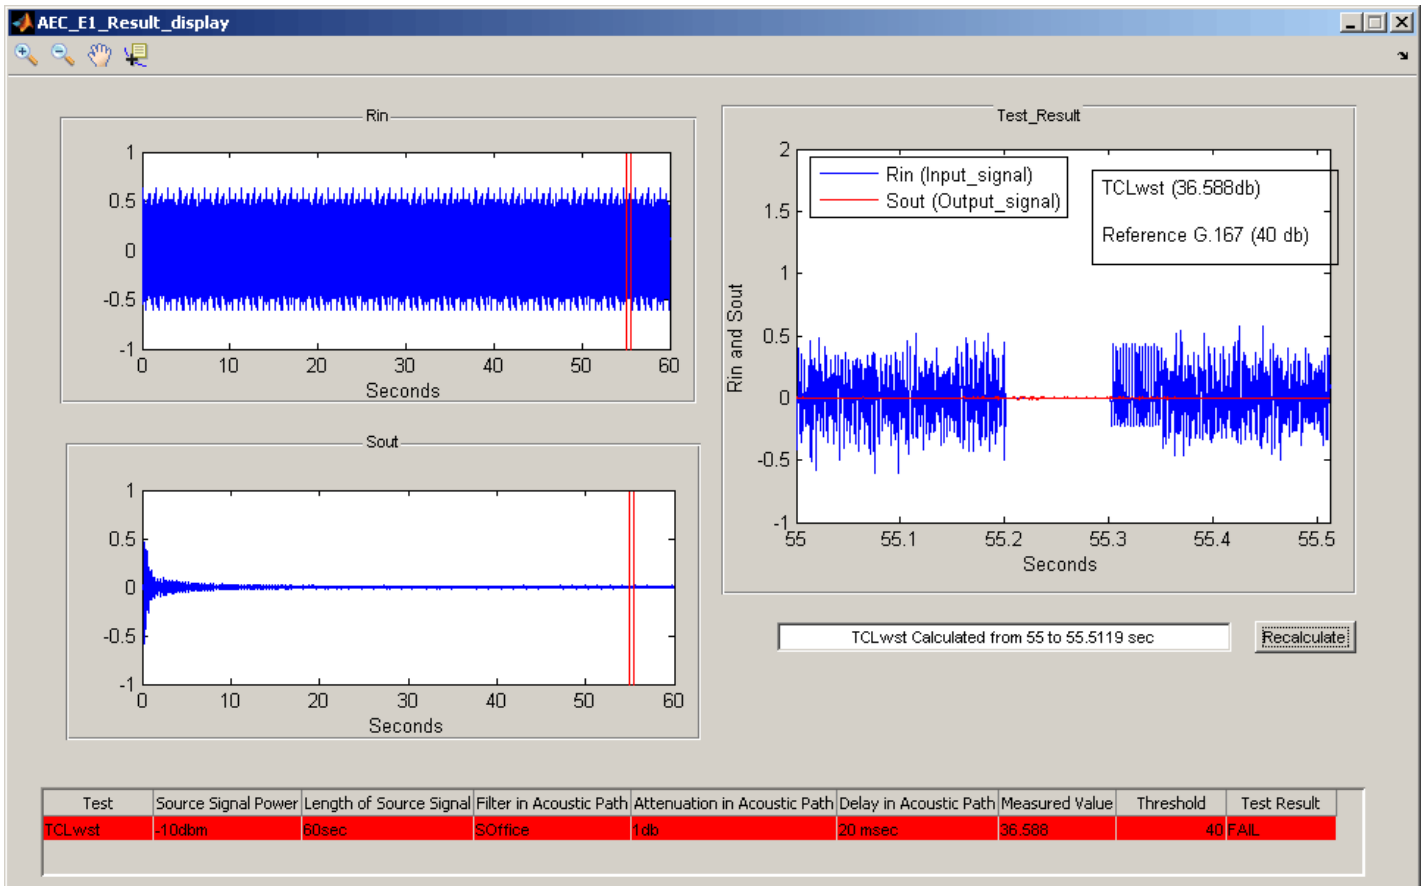 AEC_E1_Result_display
Rin
1
0.5
0
-0.5
-1
0 10 20 30 40 50 60
Seconds
Sout
1
0.5
0
-0.5
-1
0 10 20 30 40 50 60
Seconds
Test_Result
Rin (Input_signal)
Sout (Output_signal)
TCLwst (36.588db)
Reference G.167 (40 db)
Rin and Sout
2
1.5
1
0.5
0
-0.5
-1
55 55.1 55.2 55.3 55.4 55.5
Seconds
TCLwst Calculated from 55 to 55.5119 sec
Recalculate
Test Source Signal Power Length of Source Signal Filter in Acoustic Path Attenuation in Acoustic Path Delay in Acoustic Path Measured Value Threshold Test Result
TCLwst -10dbm 60sec SOffice 1db 20 msec 36.588 40 FAIL